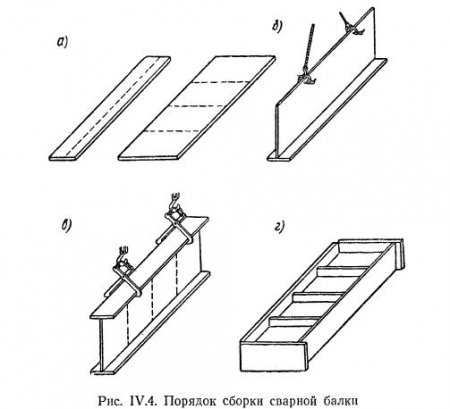 а)
б)
в)
г)
Рис. IV.4. Порядок сборки сварной балки